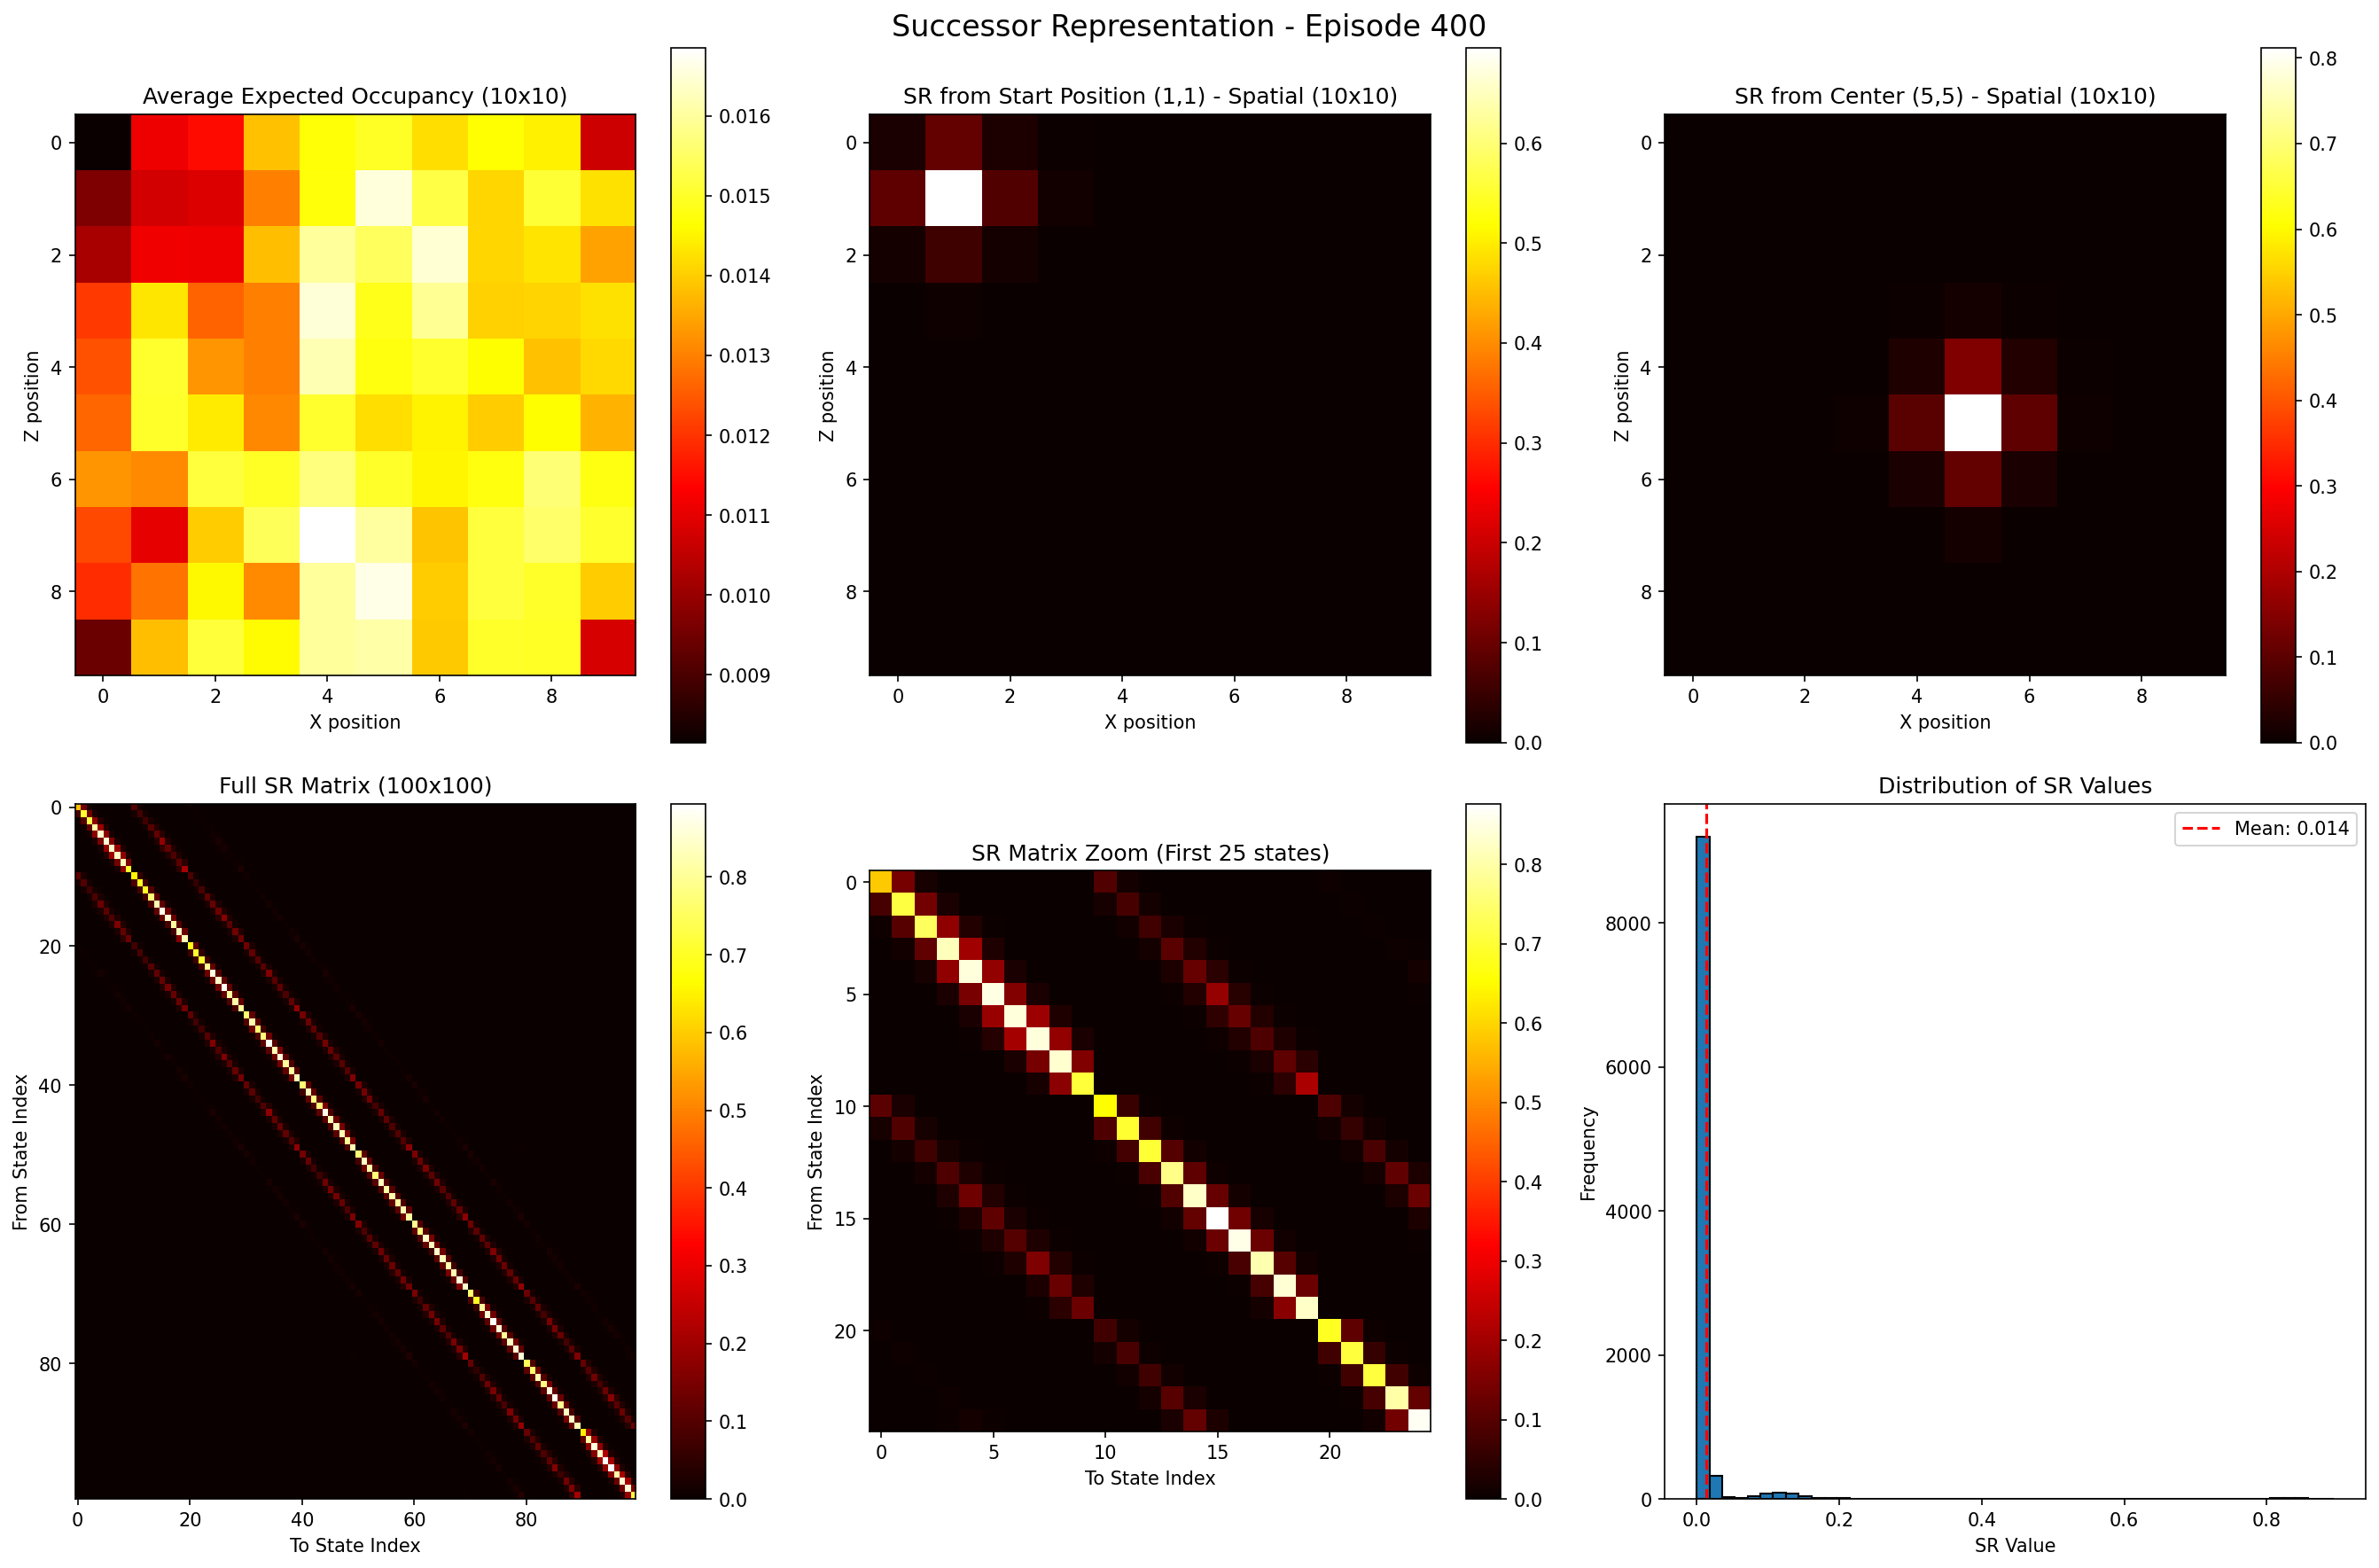 Successor Representation - Episode 400
Average Expected Occupancy (10x10)
0
2
4
6
8
Z position
0 2 4 6 8
X position
0.016
0.015
0.014
0.013
0.012
0.011
0.010
0.009
SR from Start Position (1,1) - Spatial (10x10)
0
2
4
6
8
Z position
0 2 4 6 8
X position
0.6
0.5
0.4
0.3
0.2
0.1
0.0
SR from Center (5,5) - Spatial (10x10)
0
2
4
6
8
Z position
0 2 4 6 8
X position
0.8
0.7
0.6
0.5
0.4
0.3
0.2
0.1
0.0
Full SR Matrix (100x100)
0
20
40
60
80
From State Index
0 20 40 60 80
To State Index
0.8
0.7
0.6
0.5
0.4
0.3
0.2
0.1
0.0
SR Matrix Zoom (First 25 states)
0
5
10
15
20
From State Index
0 5 10 15 20
To State Index
0.8
0.7
0.6
0.5
0.4
0.3
0.2
0.1
0.0
Distribution of SR Values
Mean: 0.014
8000
6000
4000
2000
0
Frequency
0.0 0.2 0.4 0.6 0.8
SR Value